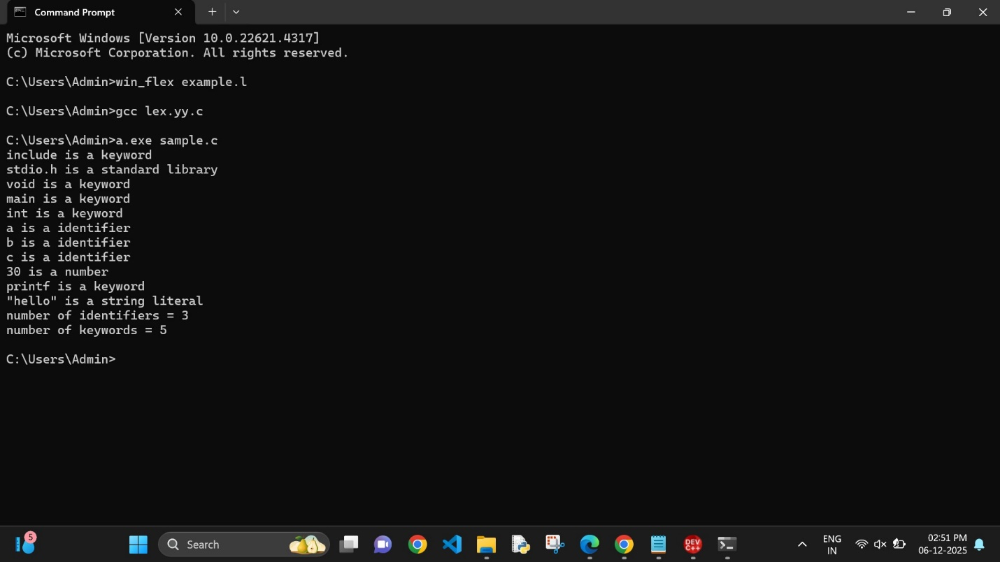 Command Prompt
Microsoft Windows [Version 10.0.22621.4317]
(c) Microsoft Corporation. All rights reserved.
C:\Users\Admin>win_flex example.l
C:\Users\Admin>gcc lex.yy.c
C:\Users\Admin>a.exe sample.c
include is a keyword
stdio.h is a standard library
void is a keyword
main is a keyword
int is a keyword
a is a identifier
b is a identifier
c is a identifier
30 is a number
printf is a keyword
"hello" is a string literal
number of identifiers = 3
number of keywords = 5
C:\Users\Admin>
5
Search
DEV
C++
ENG
IN
02:51 PM
06-12-2025